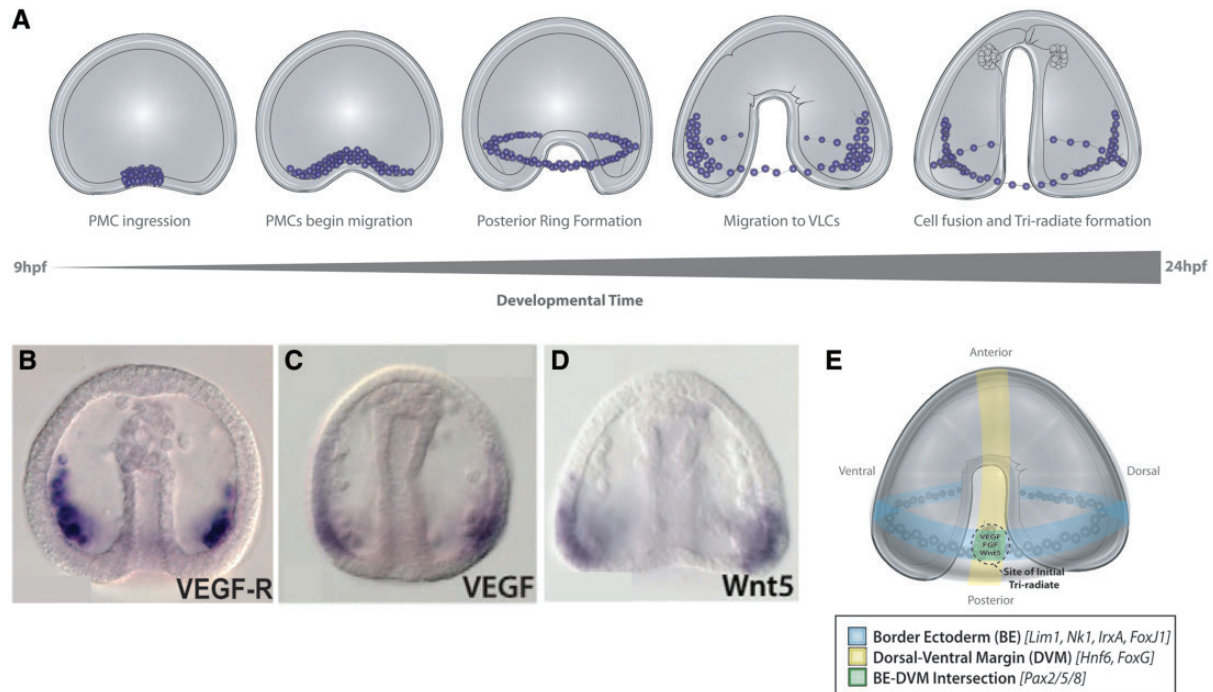 A
PMC ingression
PMCs begin migration
Posterior Ring Formation
Migration to VLCs
Cell fusion and Tri-radiate formation
9hpf
24hpf
Developmental Time
B
VEGF-R
C
VEGF
D
Wnt5
E
Anterior
Ventral
Dorsal
VEGF
FGF
Wnt5
Site of Initial
Tri-radiate
Posterior
Border Ectoderm (BE) [Lim1, Nk1, IrxA, FoxJ1]
Dorsal-Ventral Margin (DVM) [Hnf6, FoxG]
BE-DVM Intersection [Pax2/5/8]